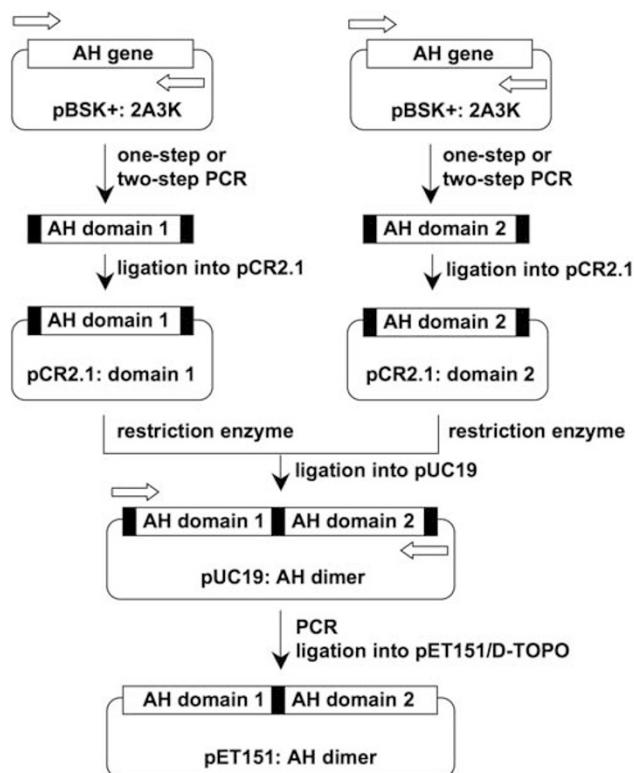 AH gene
pBSK+: 2A3K
one-step or
two-step PCR
AH domain 1
ligation into pCR2.1
AH domain 1
pCR2.1: domain 1
restriction enzyme
AH gene
pBSK+: 2A3K
one-step or
two-step PCR
AH domain 2
ligation into pCR2.1
AH domain 2
pCR2.1: domain 2
restriction enzyme
ligation into pUC19
AH domain 1 AH domain 2
pUC19: AH dimer
PCR
ligation into pET151/D-TOPO
AH domain 1 AH domain 2
pET151: AH dimer